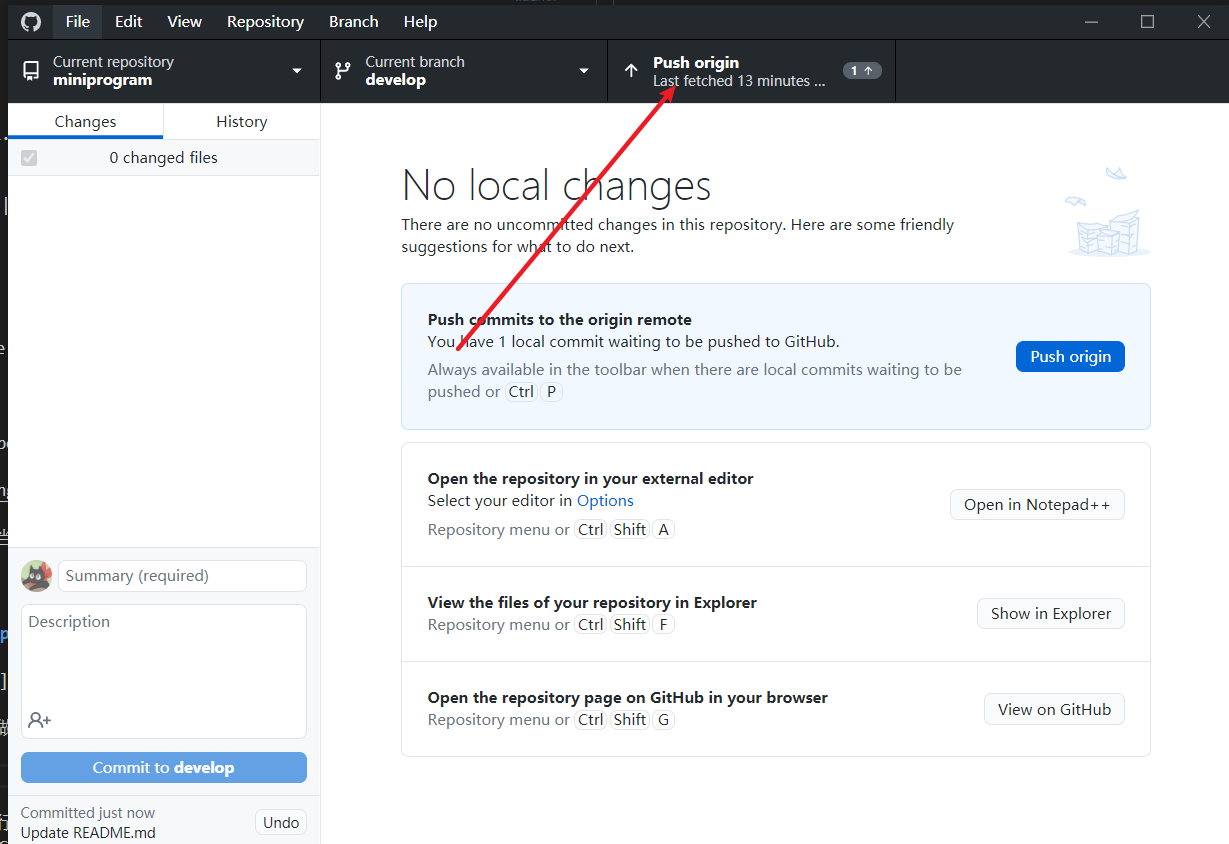 File Edit View Repository Branch Help
Current repository
miniprogram
Current branch
develop
Push origin
Last fetched 13 minutes ...
1
Changes
History
0 changed files
No local changes
There are no uncommitted changes in this repository. Here are some friendly
suggestions for what to do next.
Push commits to the origin remote
You have 1 local commit waiting to be pushed to GitHub.
Always available in the toolbar when there are local commits waiting to be
pushed or Ctrl P
Push origin
Open the repository in your external editor
Select your editor in Options
Repository menu or Ctrl Shift A
Open in Notepad++
View the files of your repository in Explorer
Repository menu or Ctrl Shift F
Show in Explorer
Open the repository page on GitHub in your browser
Repository menu or Ctrl Shift G
View on GitHub
Summary (required)
Description
Commit to develop
Committed just now
Update README.md
Undo